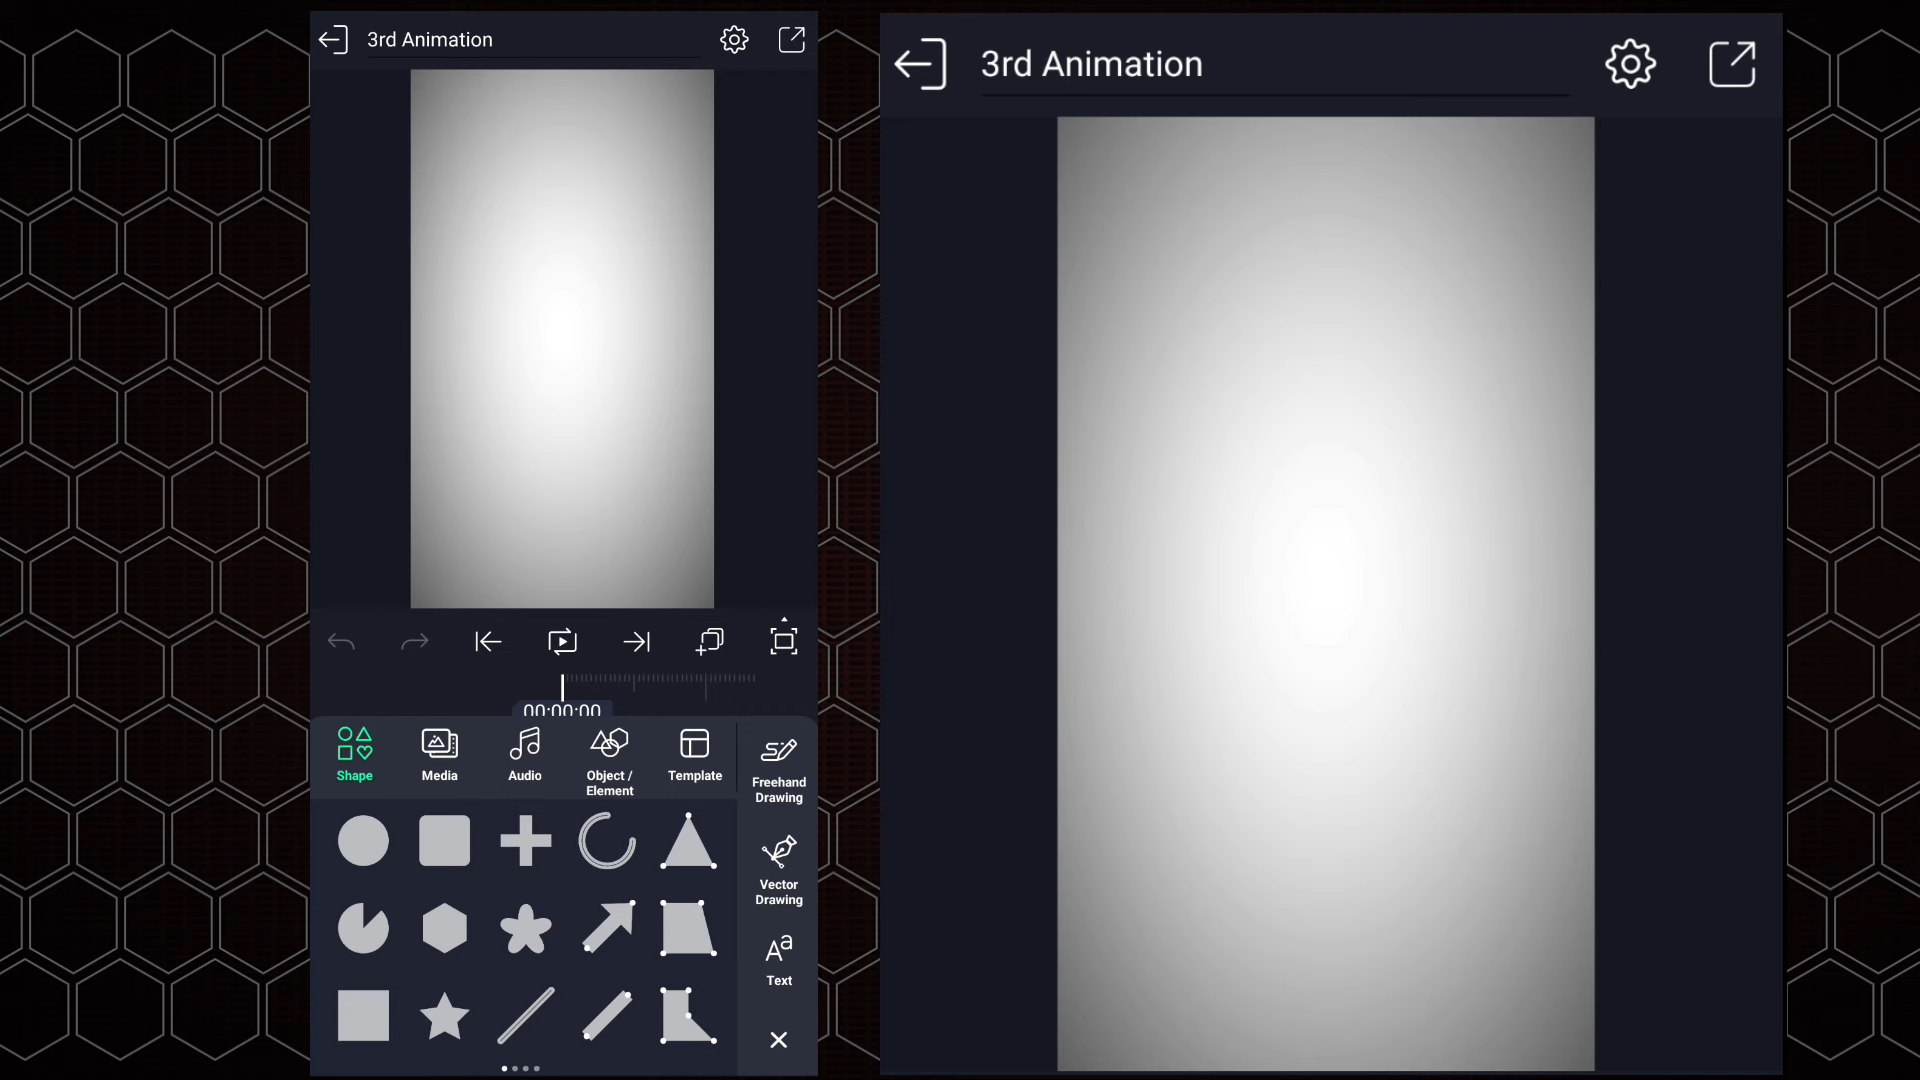 3rd Animation
00:00:00
Shape
Media
Audio
Object /
Element
Template
Freehand
Drawing
Vector
Drawing
Text
3rd Animation